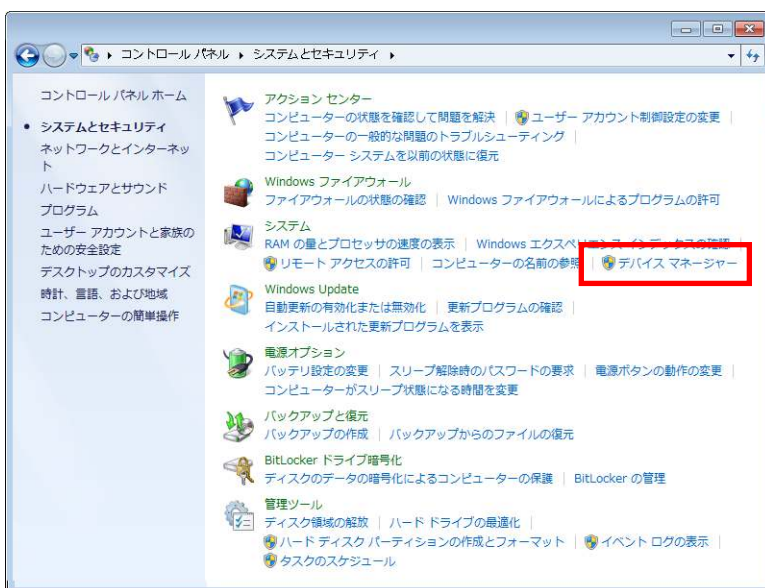 コントロール パネル ▸ システムとセキュリティ ▸
コントロール パネル ホーム
システムとセキュリティ
ネットワークとインターネッ
ト
ハードウェアとサウンド
プログラム
ユーザー アカウントと家族の
ための安全設定
デスクトップのカスタマイズ
時計、言語、および地域
コンピューターの簡単操作
アクション センター
コンピューターの状態を確認して問題を解決 | ユーザー アカウント制御設定の変更 |
コンピューターの一般的な問題のトラブルシューティング |
コンピューター システムを以前の状態に復元
Windows ファイアウォール
ファイアウォールの状態の確認 | Windows ファイアウォールによるプログラムの許可
システム
RAM の量とプロセッサの速度の表示 | Windows エクスペリエンス インデックスの確認
リモート アクセスの許可 | コンピューターの名前の参照 | デバイス マネージャー
Windows Update
自動更新の有効化または無効化 | 更新プログラムの確認 |
インストールされた更新プログラムを表示
電源オプション
バッテリ設定の変更 | スリープ解除時のパスワードの要求 | 電源ボタンの動作の変更 |
コンピューターがスリープ状態になる時間を変更
バックアップと復元
バックアップの作成 | バックアップからのファイルの復元
BitLocker ドライブ暗号化
ディスクのデータの暗号化によるコンピューターの保護 | BitLocker の管理
管理ツール
ディスク領域の解放 | ハード ドライブの最適化 |
ハード ディスク パーティションの作成とフォーマット | イベント ログの表示 |
タスクのスケジュール